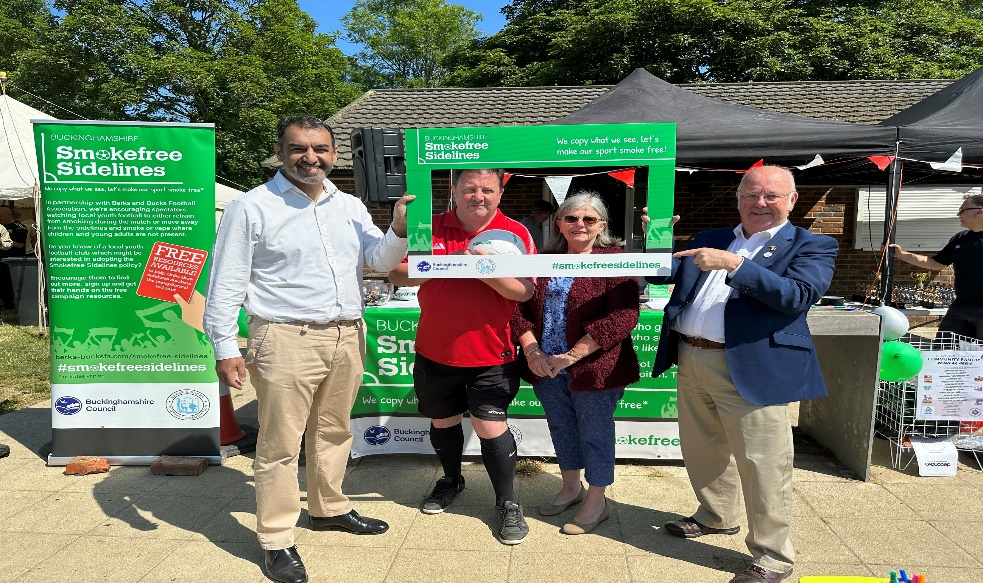 BUCKINGHAMSHIRE
Smokefree
Sidelines
We copy what we see, let's make our sport smoke free*
In partnership with Berks and Bucks Football
Association, we're encouraging spectators
watching local youth football to either refrain
from smoking during the match or move away
from the sidelines and smoke or vape where
children and young adults are not present.
Do you know of a local youth
football club which might be
interested in adopting the
Smokefree Sidelines policy?
Encourage them to find
out more, sign up and get
their hands on the free
campaign resources.
FREE
RESOURCES
AVAILABLE
berks-bucksfa.com/smokefree-sidelines
#smokefreesidelines
Buckinghamshire
Council
BUCKINGHAMSHIRE
Smokefree
Sidelines
We copy what we see, let's
make our sport smoke free!
#smokefreesidelines
BUCK
Smo
Side
We copy
make our
free*
Buckinghamshire
Council
smokefree
COMMUNITY FAMILY